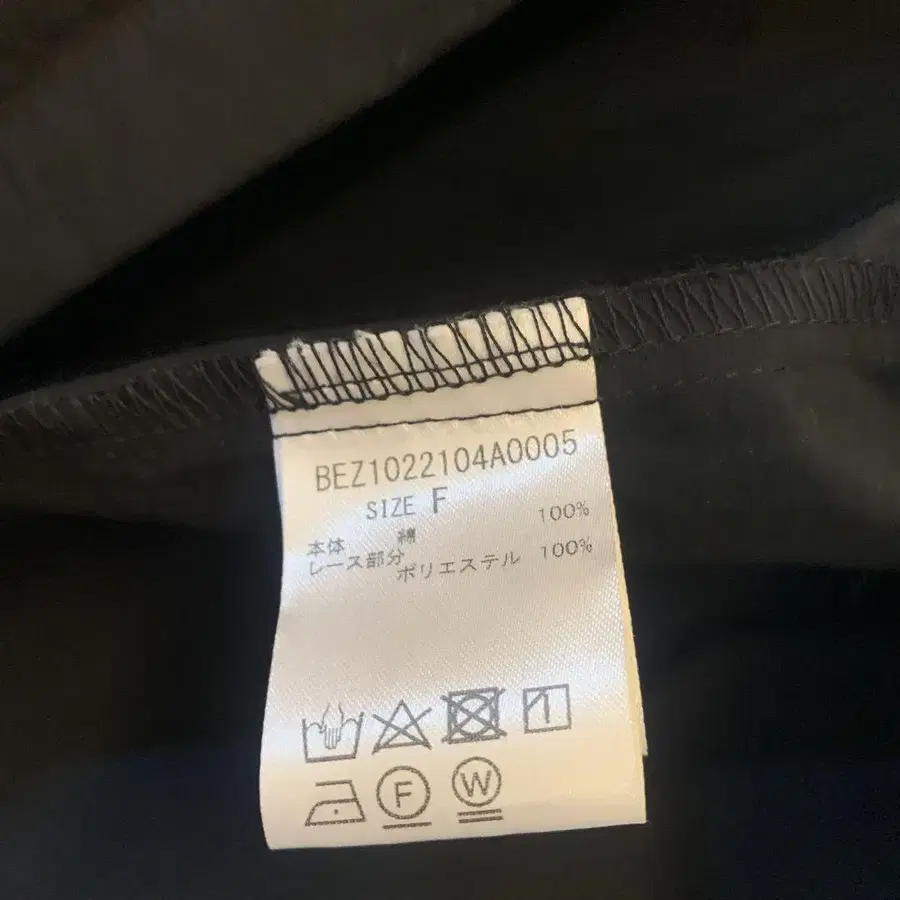 BEZ1022104A0005
SIZE F
本体 綿 100%
レース部分 ポリエステル 100%
F W